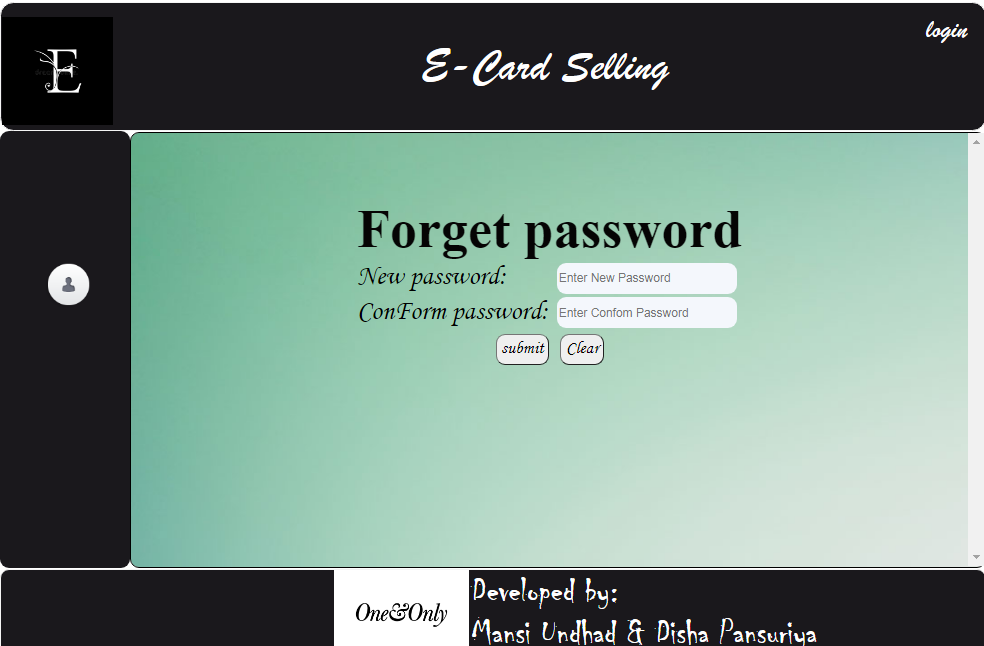 login
E
E-Card Selling
Forget password
New password: Enter New Password
ConForm password: Enter Confom Password
submit Clear
One&Only
Developed by:
Mansi Undhad & Disha Pansuriya